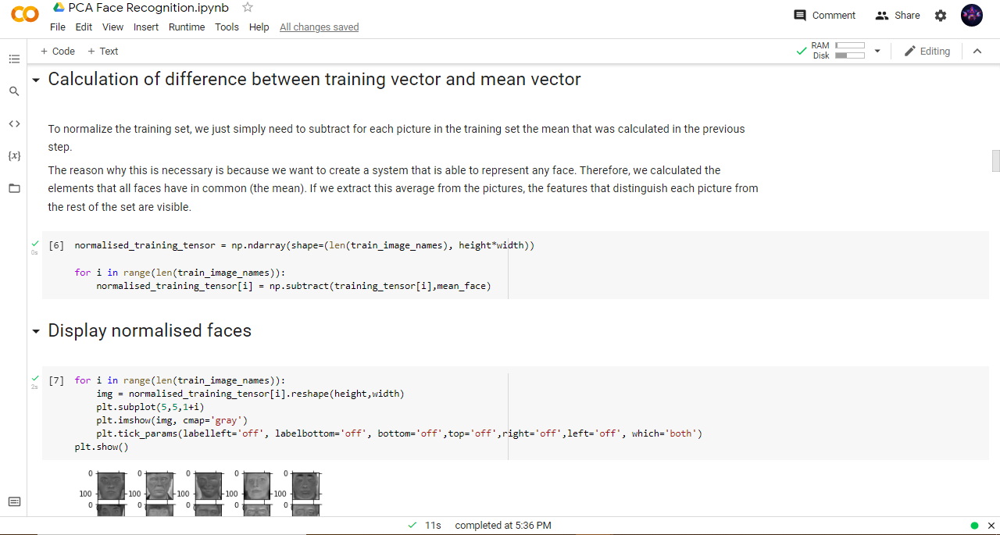 PCA Face Recognition.ipynb
File Edit View Insert Runtime Tools Help All changes saved
Comment Share
+ Code + Text
RAM
Disk
Editing
Calculation of difference between training vector and mean vector
To normalize the training set, we just simply need to subtract for each picture in the training set the mean that was calculated in the previous
step.
The reason why this is necessary is because we want to create a system that is able to represent any face. Therefore, we calculated the
elements that all faces have in common (the mean). If we extract this average from the pictures, the features that distinguish each picture from
the rest of the set are visible.
{x}
0s
[6] normalised_training_tensor = np.ndarray(shape=(len(train_image_names), height*width))
for i in range(len(train_image_names)):
normalised_training_tensor[i] = np.subtract(training_tensor[i],mean_face)
Display normalised faces
2s
[7] for i in range(len(train_image_names)):
img = normalised_training_tensor[i].reshape(height,width)
plt.subplot(5,5,1+i)
plt.imshow(img, cmap='gray')
plt.tick_params(labelleft='off', labelbottom='off', bottom='off',top='off',right='off',left='off', which='both')
plt.show()
0 0 0 0 0
100 100 100 100 100
0 0 0 0 0
11s completed at 5:36 PM